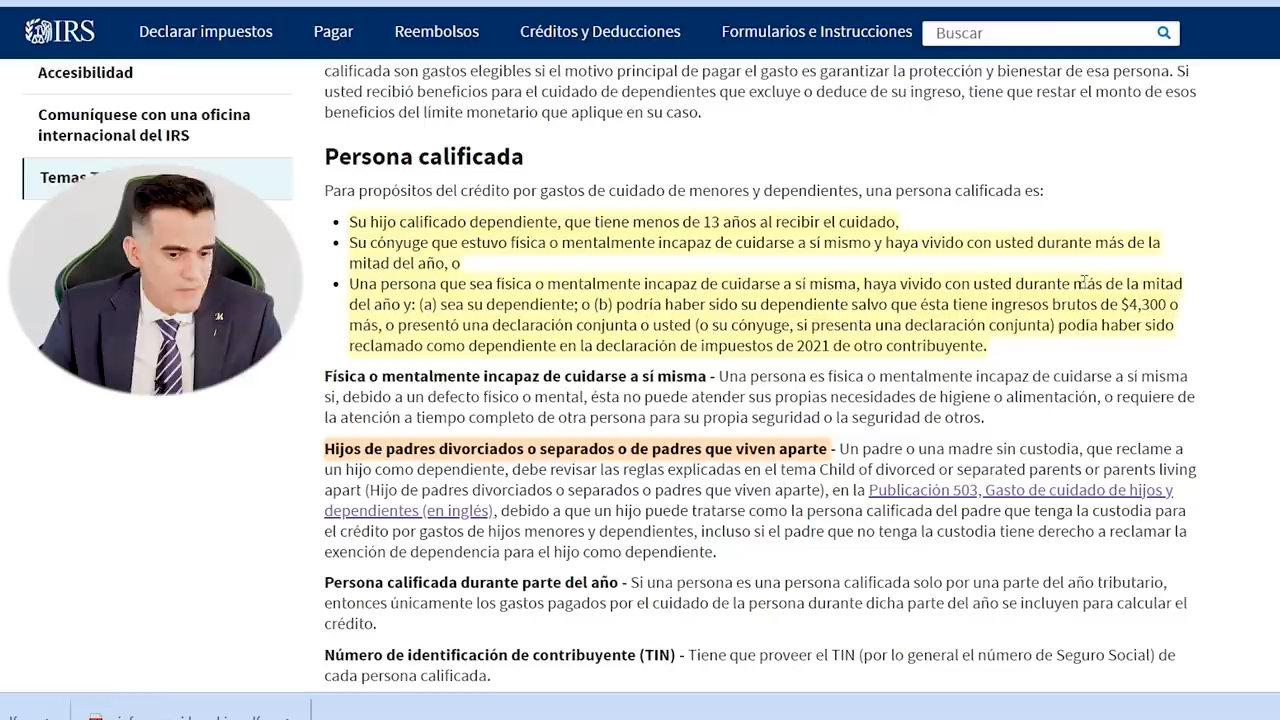 IRS
Declarar impuestos
Pagar
Reembolsos
Créditos y Deducciones
Formularios e Instrucciones
Buscar
Accesibilidad
Comuníquese con una oficina
internacional del IRS
Temas
calificada son gastos elegibles si el motivo principal de pagar el gasto es garantizar la protección y bienestar de esa persona. Si
usted recibió beneficios para el cuidado de dependientes que excluye o deduce de su ingreso, tiene que restar el monto de esos
beneficios del límite monetario que aplique en su caso.
Persona calificada
Para propósitos del crédito por gastos de cuidado de menores y dependientes, una persona calificada es:
• Su hijo calificado dependiente, que tiene menos de 13 años al recibir el cuidado,
• Su cónyuge que estuvo física o mentalmente incapaz de cuidarse a sí mismo y haya vivido con usted durante más de la
mitad del año, o
• Una persona que sea física o mentalmente incapaz de cuidarse a sí misma, haya vivido con usted durante más de la mitad
del año y: (a) sea su dependiente; o (b) podría haber sido su dependiente salvo que ésta tiene ingresos brutos de $4,300 o
más, o presentó una declaración conjunta o usted (o su cónyuge, si presenta una declaración conjunta) podía haber sido
reclamado como dependiente en la declaración de impuestos de 2021 de otro contribuyente.
Física o mentalmente incapaz de cuidarse a sí misma - Una persona es física o mentalmente incapaz de cuidarse a sí misma
si, debido a un defecto físico o mental, ésta no puede atender sus propias necesidades de higiene o alimentación, o requiere de
la atención a tiempo completo de otra persona para su propia seguridad o la seguridad de otros.
Hijos de padres divorciados o separados o de padres que viven aparte - Un padre o una madre sin custodia, que reclame a
un hijo como dependiente, debe revisar las reglas explicadas en el tema Child of divorced or separated parents or parents living
apart (Hijo de padres divorciados o separados o padres que viven aparte), en la Publicación 503, Gasto de cuidado de hijos y
dependientes (en inglés), debido a que un hijo puede tratarse como la persona calificada del padre que tenga la custodia para
el crédito por gastos de hijos menores y dependientes, incluso si el padre que no tenga la custodia tiene derecho a reclamar la
exención de dependencia para el hijo como dependiente.
Persona calificada durante parte del año - Si una persona es una persona calificada solo por una parte del año tributario,
entonces únicamente los gastos pagados por el cuidado de la persona durante dicha parte del año se incluyen para calcular el
crédito.
Número de identificación de contribuyente (TIN) - Tiene que proveer el TIN (por lo general el número de Seguro Social) de
cada persona calificada.